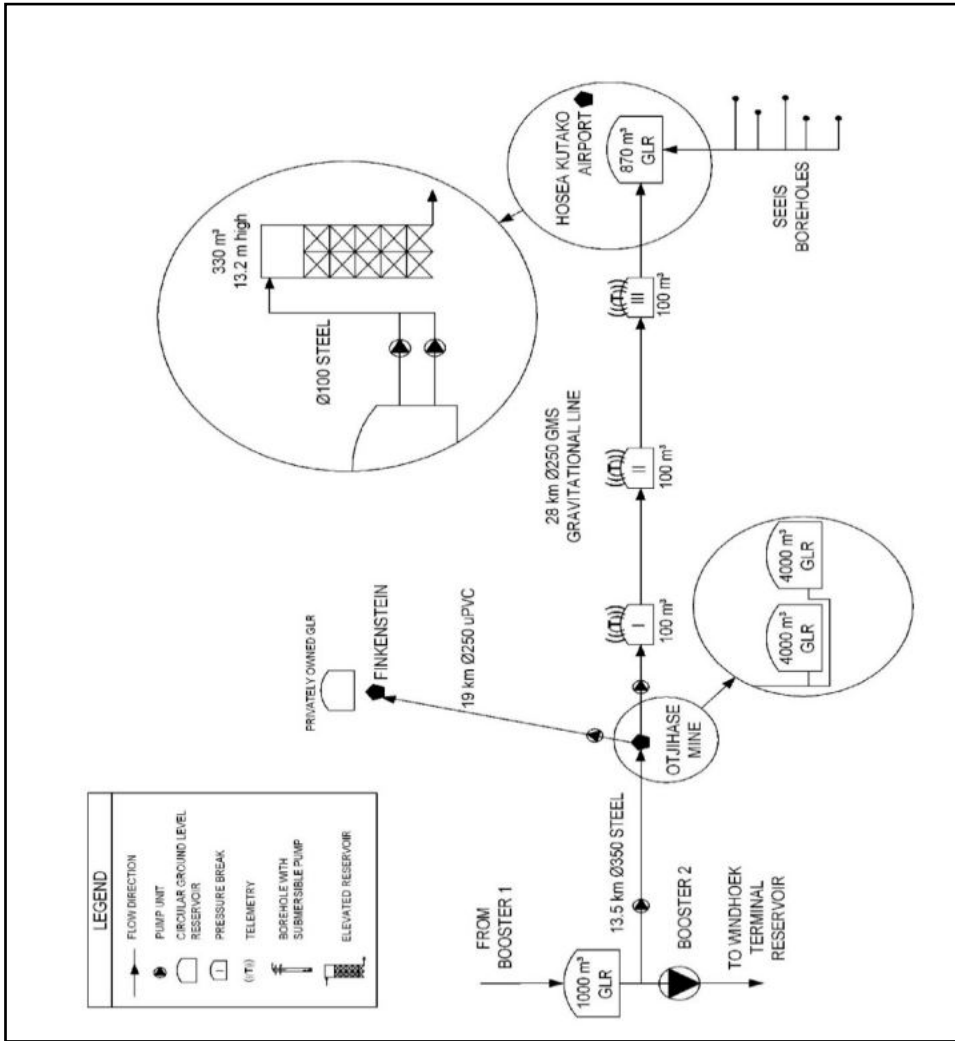 LEGEND
FLOW DIRECTION
PUMP UNIT
CIRCULAR GROUND LEVEL
RESERVOIR
I
PRESSURE BREAK
((T))
TELEMETRY
BOREHOLE WITH
SUBMERSIBLE PUMP
ELEVATED RESERVOIR
FROM
BOOSTER 1
1000 m³
GLR
BOOSTER 2
TO WINDHOEK
TERMINAL
RESERVOIR
13.5 km Ø350 STEEL
OTJIHASE
MINE
4000 m³
GLR
4000 m³
GLR
PRIVATELY OWNED GLR
FINKENSTEIN
19 km Ø250 uPVC
((T))
I
100 m³
28 km Ø250 GMS
GRAVITATIONAL LINE
((T))
II
100 m³
((T))
III
100 m³
330 m³
13.2 m high
Ø100 STEEL
HOSEA KUTAKO
AIRPORT
870 m³
GLR
SEEIS
BOREHOLES